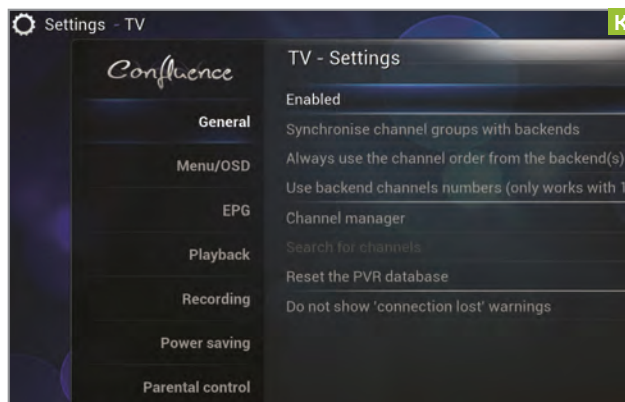 Settings - TV
K
Confluence
General
Menu/OSD
EPG
Playback
Recording
Power saving
Parental control
TV - Settings
Enabled
Synchronise channel groups with backends
Always use the channel order from the backend(s)
Use backend channels numbers (only works with 1
Channel manager
Search for channels
Reset the PVR database
Do not show 'connection lost' warnings